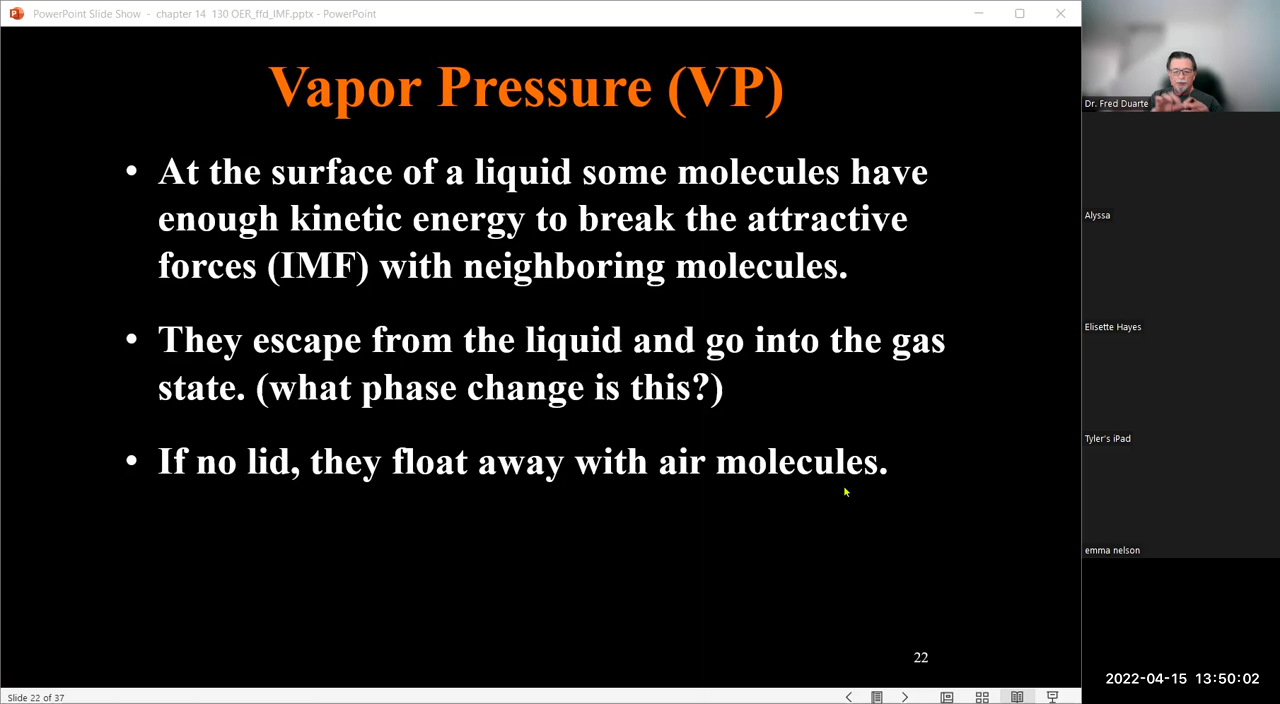 PowerPoint Slide Show - chapter 14 130 OER_ffd_IMF.pptx - PowerPoint
Vapor Pressure (VP)
• At the surface of a liquid some molecules have
enough kinetic energy to break the attractive
forces (IMF) with neighboring molecules.
• They escape from the liquid and go into the gas
state. (what phase change is this?)
• If no lid, they float away with air molecules.
22
Slide 22 of 37
Dr. Fred Duarte
Alyssa
Elisette Hayes
Tyler's iPad
emma nelson
2022-04-15 13:50:02